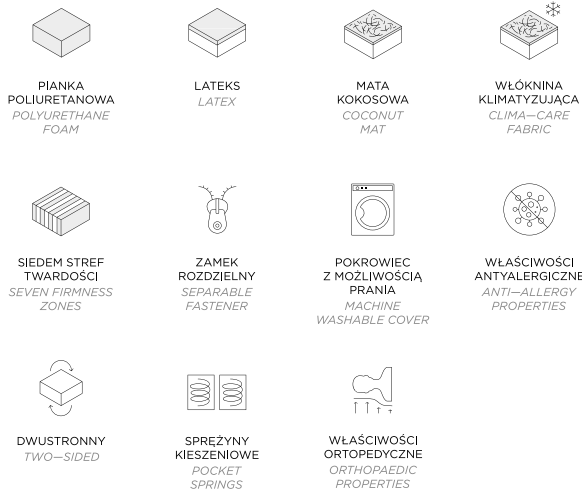 PIANKA
POLIURETANOWA
POLYURETHANE
FOAM
LATEKS
LATEX
MATA
KOKOSOWA
COCONUT
MAT
WŁÓKNINA
KLIMATYZUJĄCA
CLIMA—CARE
FABRIC
SIEDEM STREF
TWARDOŚCI
SEVEN FIRMNESS
ZONES
ZAMEK
ROZDZIELNY
SEPARABLE
FASTENER
POKROWIEC
Z MOŻLIWOŚCIĄ
PRANIA
MACHINE
WASHABLE COVER
WŁAŚCIWOŚCI
ANTYALERGICZNE
ANTI—ALLERGY
PROPERTIES
DWUSTRONNY
TWO—SIDED
SPRĘŻYNY
KIESZENIOWE
POCKET
SPRINGS
WŁAŚCIWOŚCI
ORTOPEDYCZNE
ORTHOPAEDIC
PROPERTIES